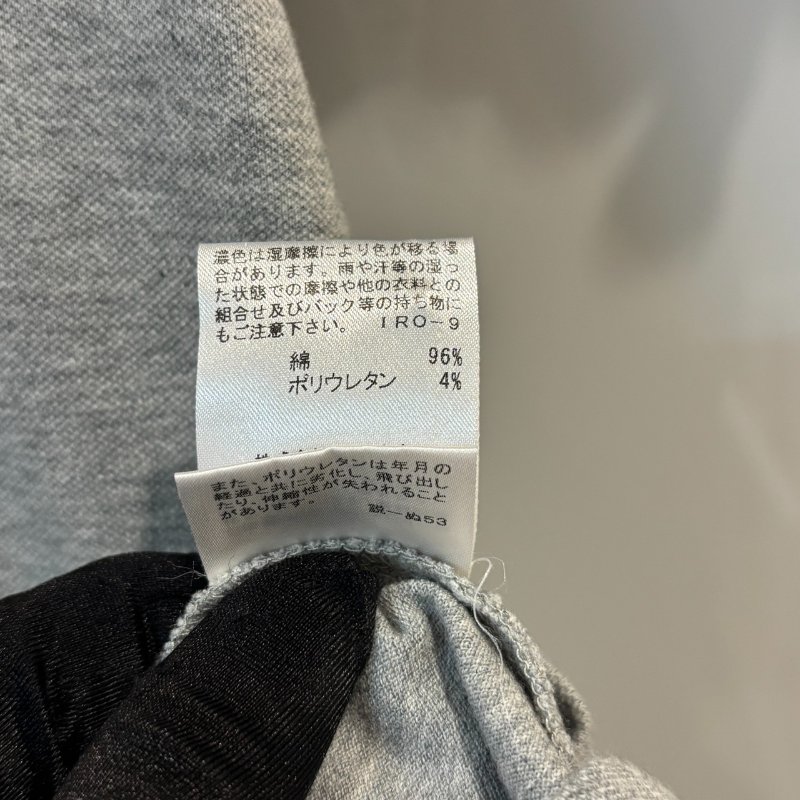 濃色は湿摩擦により色が移る場
合があります。雨や汗等の湿っ
た状態での摩擦や他の衣料との
組合せ及びバック等の持ち物に
もご注意下さい。 IRO-9
綿 96%
ポリウレタン 4%
また、ポリウレタンは年月の
経過と共に劣化し、飛び出し
たり、伸縮性が失われること
があります。
説ーぬ53